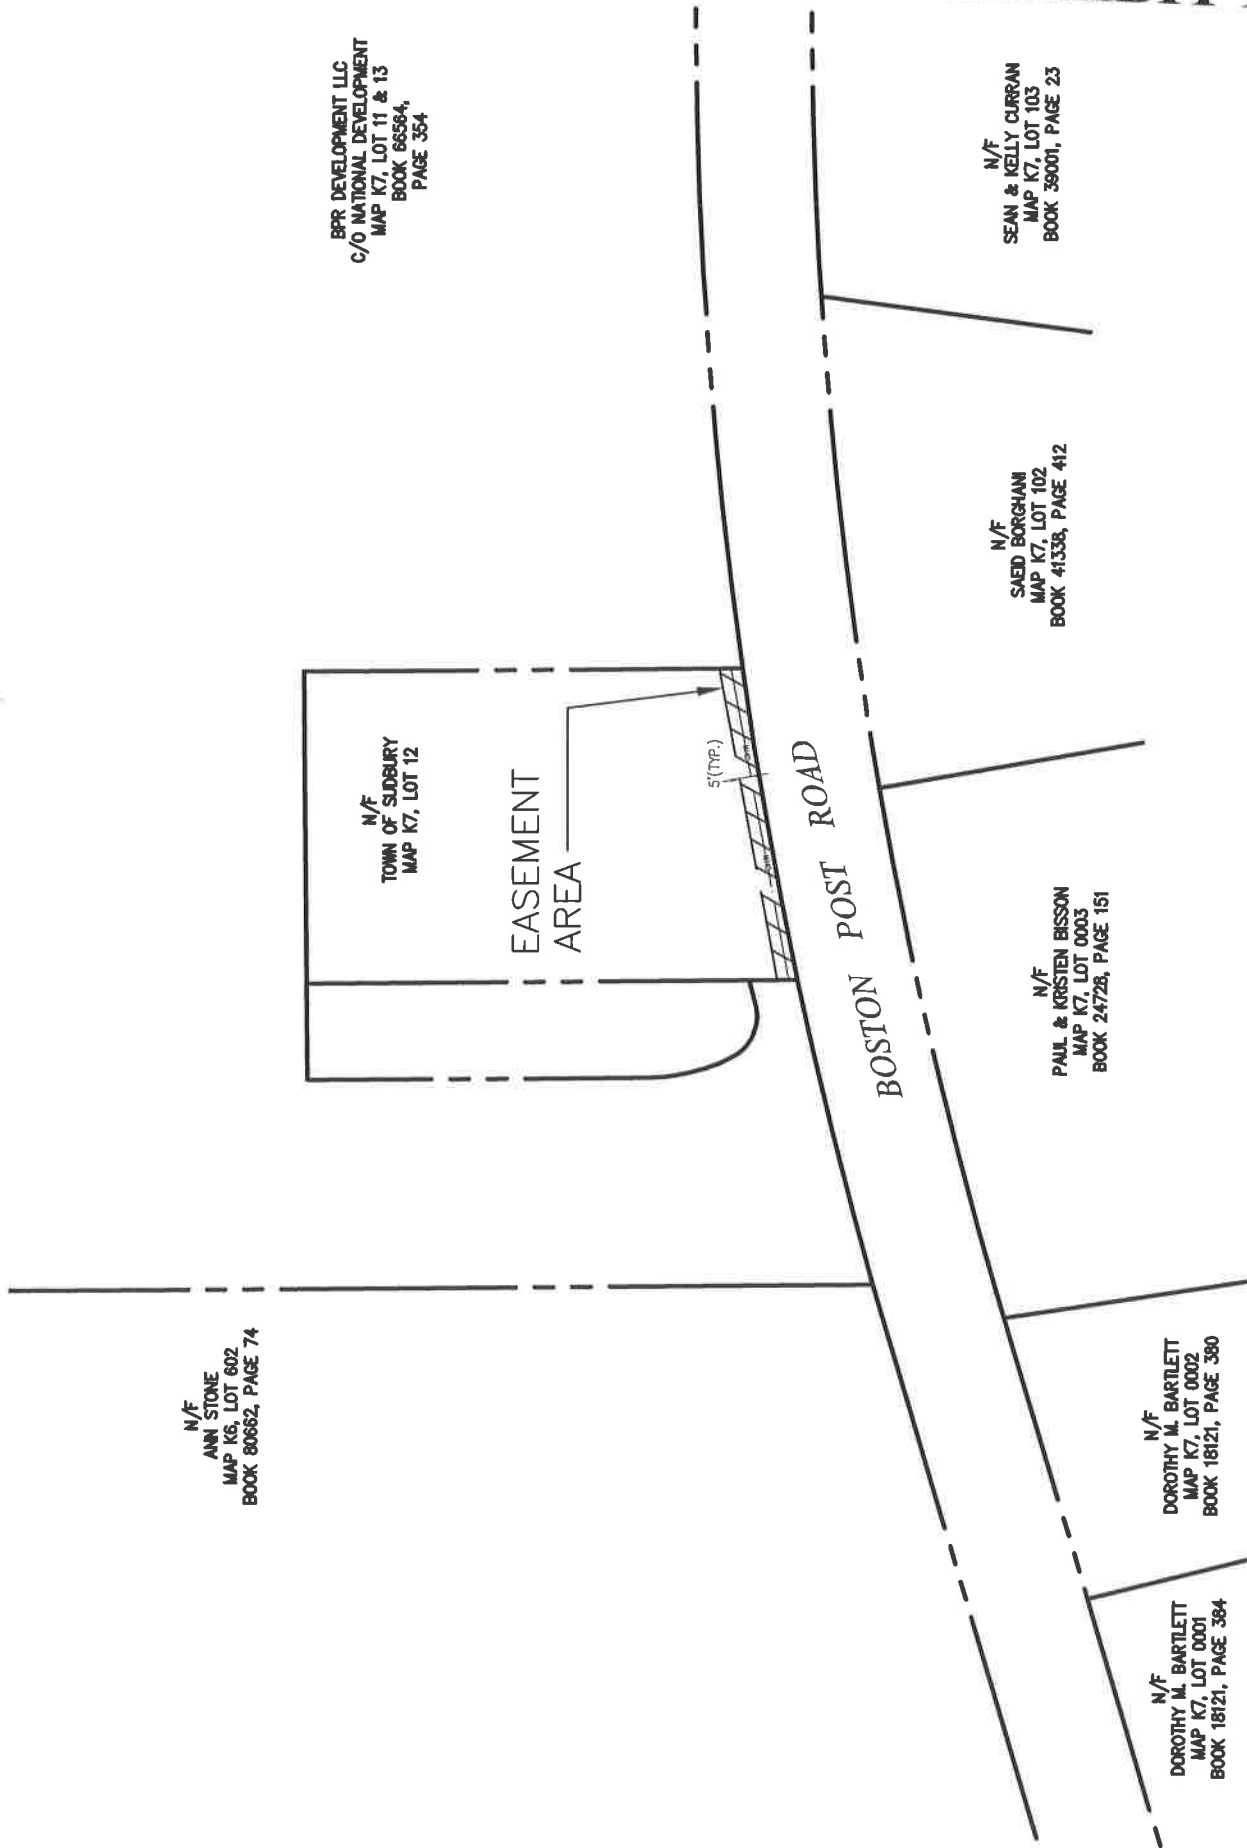 BPR DEVELOPMENT LLC
C/O NATIONAL DEVELOPMENT
MAP K7, LOT 11 & 13
BOOK 66564,
PAGE 354
N/F
SEAN & KELLY CURRAN
MAP K7, LOT 103
BOOK 39001, PAGE 23
N/F
SAEID BORGHANI
MAP K7, LOT 102
BOOK 41338, PAGE 412
N/F
TOWN OF SUDBURY
MAP K7, LOT 12
EASEMENT
AREA
5'(TYP.)
BOSTON POST ROAD
N/F
PAUL & KRISTEN BISSON
MAP K7, LOT 0003
BOOK 24728, PAGE 151
N/F
ANN STONE
MAP K6, LOT 602
BOOK 80662, PAGE 74
N/F
DOROTHY M. BARTLETT
MAP K7, LOT 0002
BOOK 18121, PAGE 380
N/F
DOROTHY M. BARTLETT
MAP K7, LOT 0001
BOOK 18121, PAGE 384